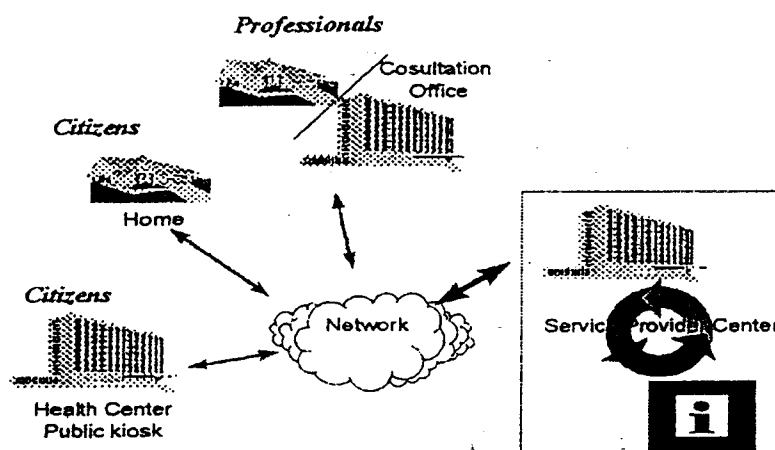 Professionals
Cosultation
Office
Citizens
Home
Citizens
Health Center
Public kiosk
Network
Service Provider Center
i